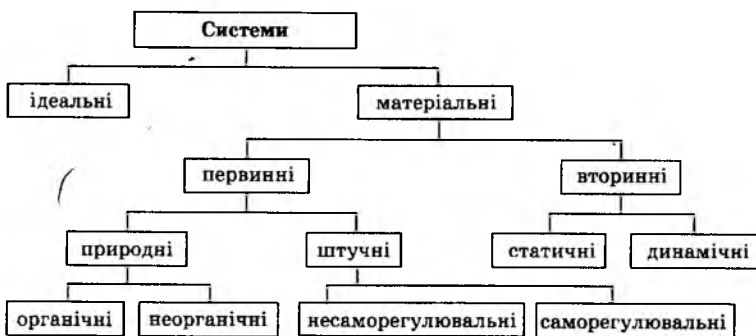 Системи
ідеальні
матеріальні
первинні
вторинні
природні
штучні
статичні
динамічні
органічні
неорганічні
несаморегулювальні
саморегулювальні